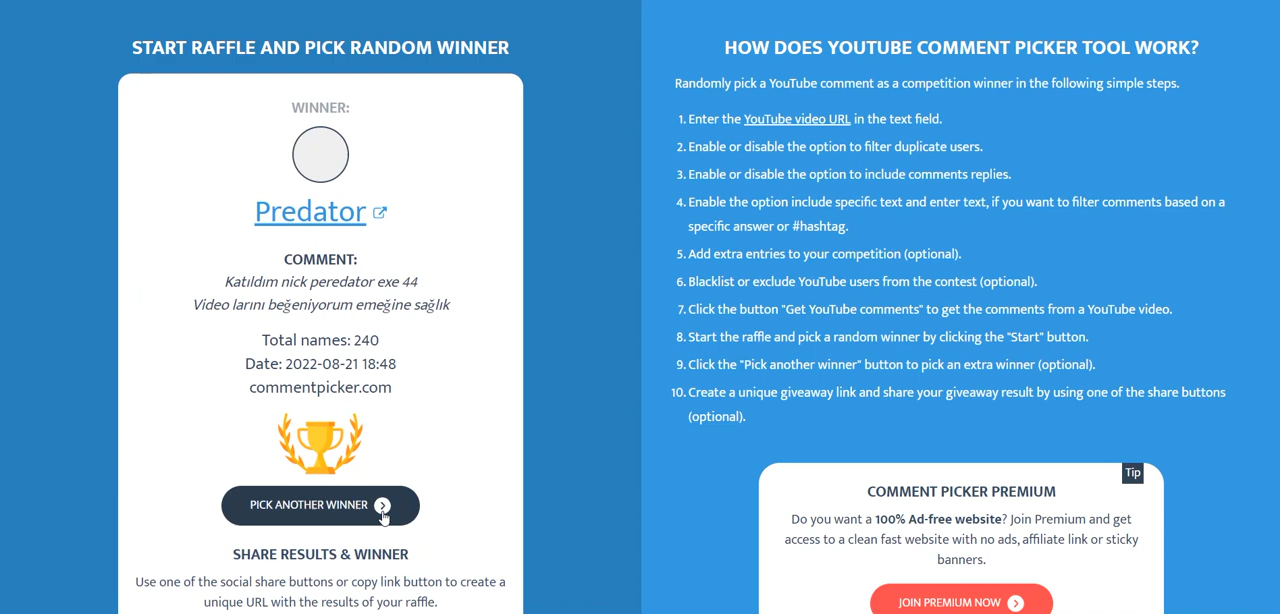 START RAFFLE AND PICK RANDOM WINNER
WINNER:
Predator
COMMENT:
Katıldım nick peredator exe 44
Video larını beğeniyorum emeğine sağlık
Total names: 240
Date: 2022-08-21 18:48
commentpicker.com
PICK ANOTHER WINNER
SHARE RESULTS & WINNER
Use one of the social share buttons or copy link button to create a
unique URL with the results of your raffle.
HOW DOES YOUTUBE COMMENT PICKER TOOL WORK?
Randomly pick a YouTube comment as a competition winner in the following simple steps.
1. Enter the YouTube video URL in the text field.
2. Enable or disable the option to filter duplicate users.
3. Enable or disable the option to include comments replies.
4. Enable the option include specific text and enter text, if you want to filter comments based on a
specific answer or #hashtag.
5. Add extra entries to your competition (optional).
6. Blacklist or exclude YouTube users from the contest (optional).
7. Click the button "Get YouTube comments" to get the comments from a YouTube video.
8. Start the raffle and pick a random winner by clicking the "Start" button.
9. Click the "Pick another winner" button to pick an extra winner (optional).
10. Create a unique giveaway link and share your giveaway result by using one of the share buttons
(optional).
Tip
COMMENT PICKER PREMIUM
Do you want a 100% Ad-free website? Join Premium and get
access to a clean fast website with no ads, affiliate link or sticky
banners.
JOIN PREMIUM NOW